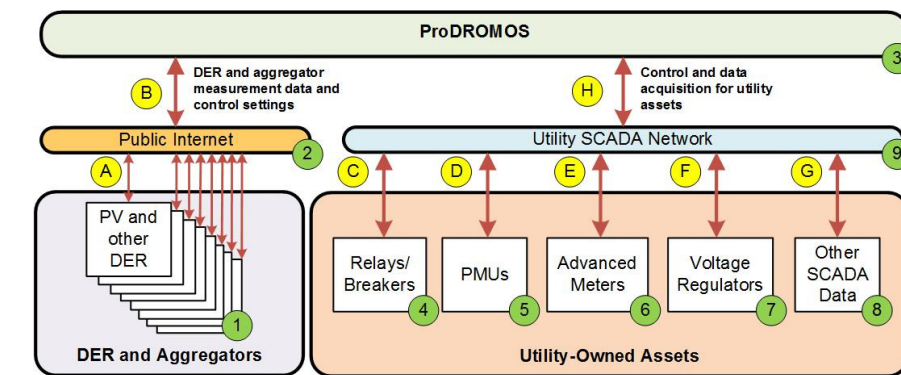 ProDROMOS
3
B
DER and aggregator
measurement data and
control settings
H
Control and data
acquisition for utility
assets
Public Internet
2
Utility SCADA Network
9
A
C
D
E
F
G
PV and
other
DER
1
DER and Aggregators
Relays/
Breakers
4
PMUs
5
Advanced
Meters
6
Voltage
Regulators
7
Other
SCADA
Data
8
Utility-Owned Assets